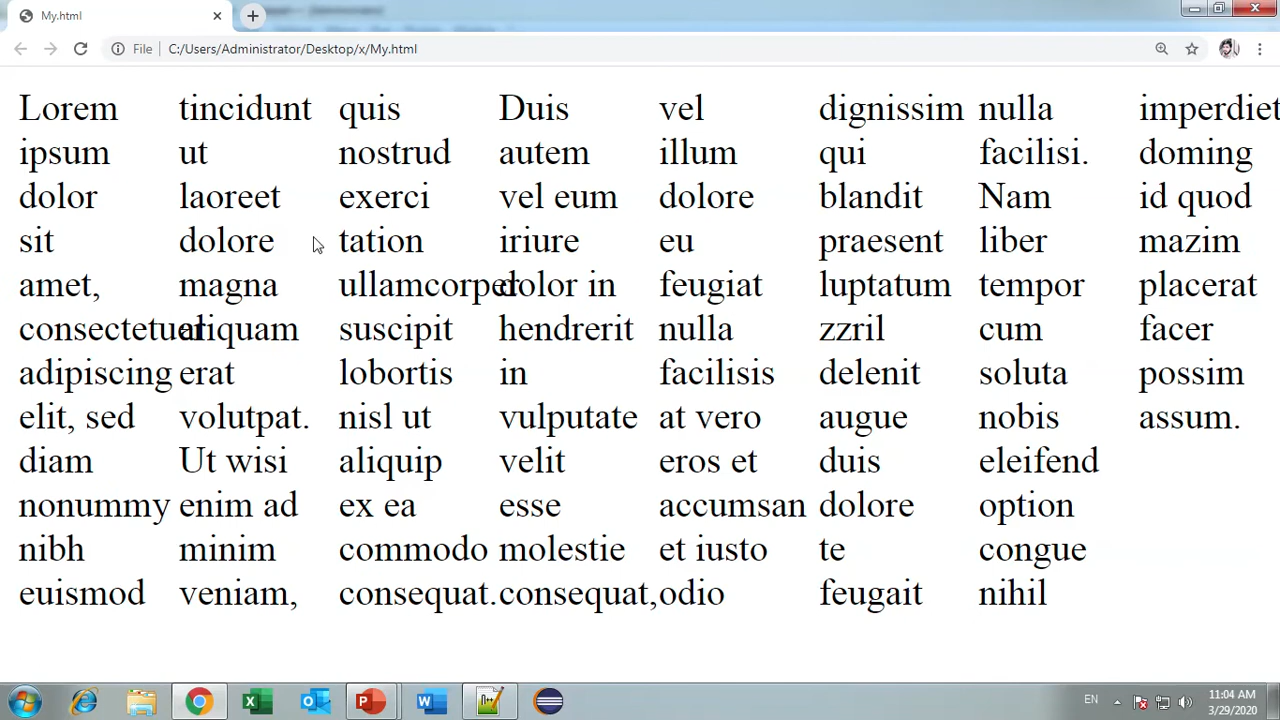 My.html
File
C:/Users/Administrator/Desktop/x/My.html
Lorem
ipsum
dolor
sit
amet,
consectetuer
adipiscing
elit, sed
diam
nonummy
nibh
euismod
tincidunt
ut
laoreet
dolore
magna
aliquam
erat
volutpat.
Ut wisi
enim ad
minim
veniam,
quis
nostrud
exerci
tation
ullamcorper
suscipit
lobortis
nisl ut
aliquip
ex ea
commodo
consequat.
Duis
autem
vel eum
iriure
dolor in
hendrerit
in
vulputate
velit
esse
molestie
consequat,
vel
illum
dolore
eu
feugiat
nulla
facilisis
at vero
eros et
accumsan
et iusto
odio
dignissim
qui
blandit
praesent
luptatum
zzril
delenit
augue
duis
dolore
te
feugait
nulla
facilisi.
Nam
liber
tempor
cum
soluta
nobis
eleifend
option
congue
nihil
imperdiet
doming
id quod
mazim
placerat
facer
possim
assum.
EN
11:04 AM
3/29/2020